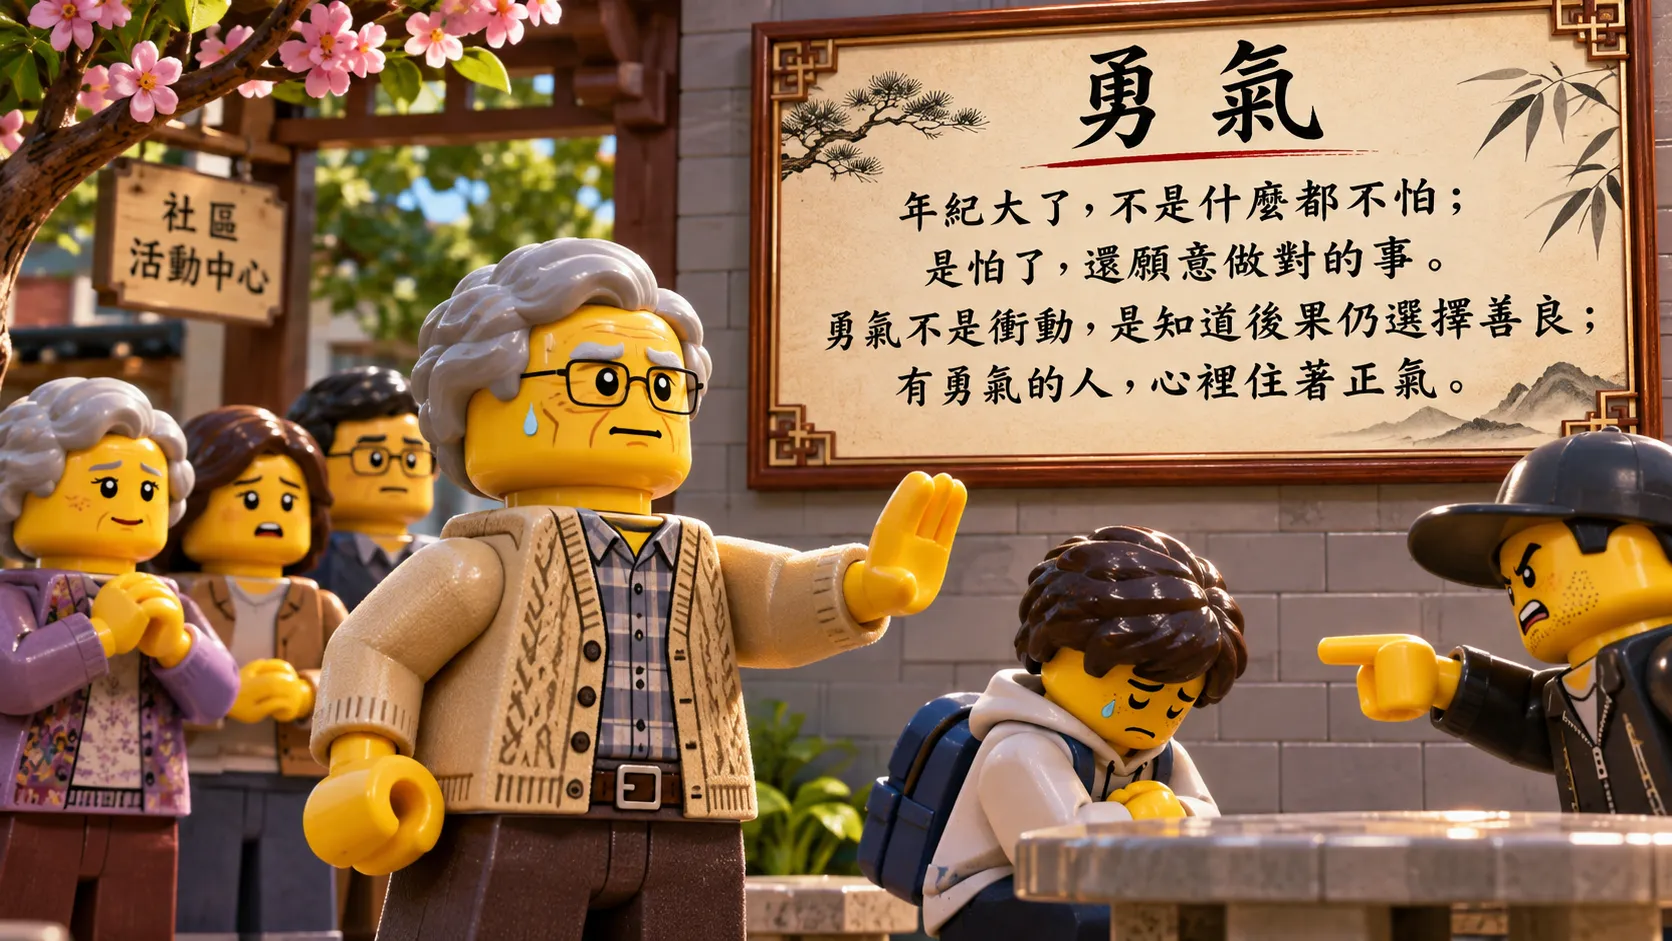 社區
活動中心
勇氣
年紀大了，不是什麼都不怕；
是怕了，還願意做對的事。
勇氣不是衝動，是知道後果仍選擇善良；
有勇氣的人，心裡住著正氣。